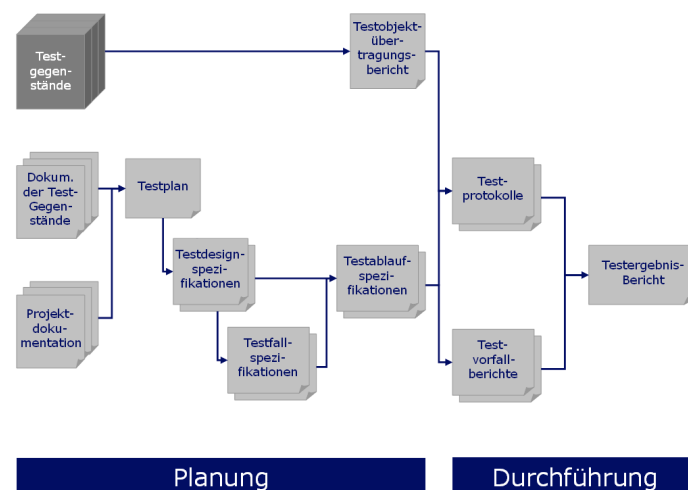 Test-
gegen-
stände
Testobjekt-
über-
tragungs-
bericht
Dokum.
der Test-
Gegen-
stände
Testplan
Test-
protokolle
Testdesign-
spezi-
fikationen
Testablauf-
spezi-
fikationen
Testergebnis-
Bericht
Projekt-
doku-
mentation
Testfall-
spezi-
fikationen
Test-
vorfall-
berichte
Planung
Durchführung